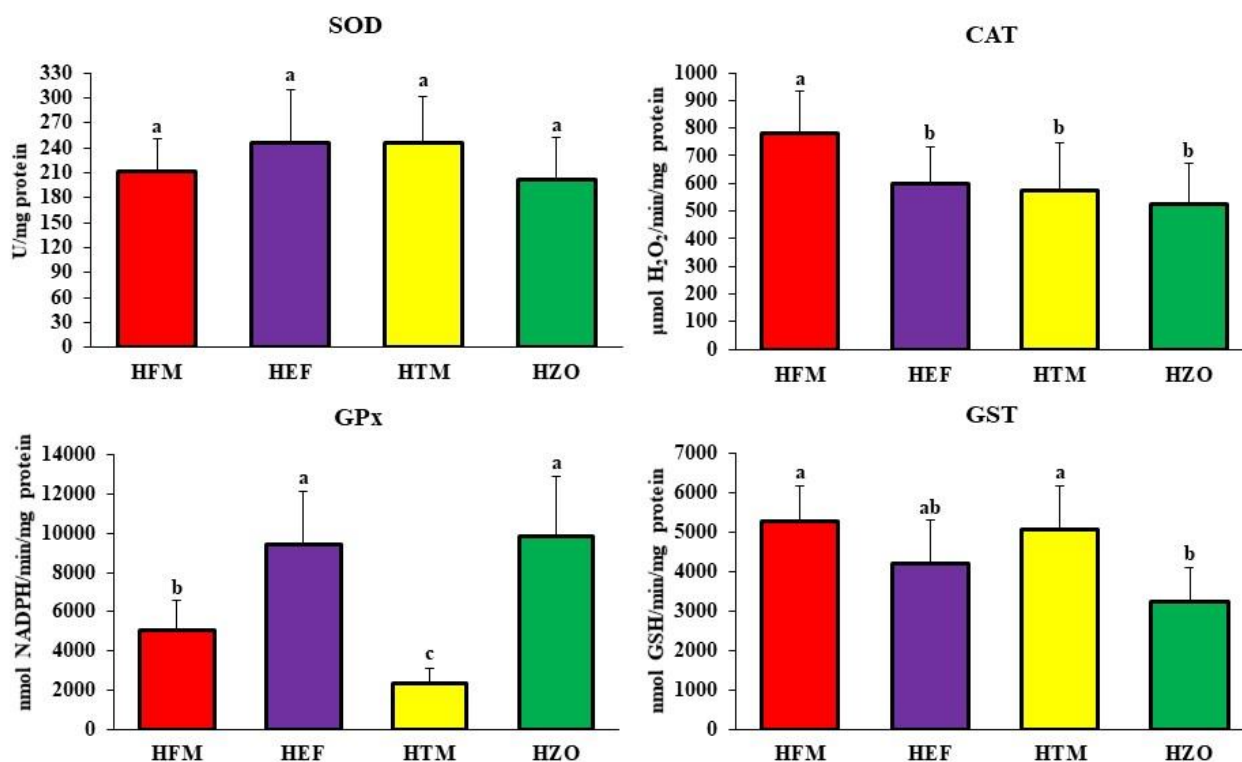 SOD
U/mg protein
330
300
270
240
210
180
150
120
90
60
30
0
a
a
a
a
HFM
HEF
HTM
HZO
CAT
µmol H₂O₂/min/mg protein
1000
900
800
700
600
500
400
300
200
100
0
a
b
b
b
HFM
HEF
HTM
HZO
GPx
nmol NADPH/min/mg protein
14000
12000
10000
8000
6000
4000
2000
0
b
a
c
a
HFM
HEF
HTM
HZO
GST
nmol GSH/min/mg protein
7000
6000
5000
4000
3000
2000
1000
0
a
ab
a
b
HFM
HEF
HTM
HZO